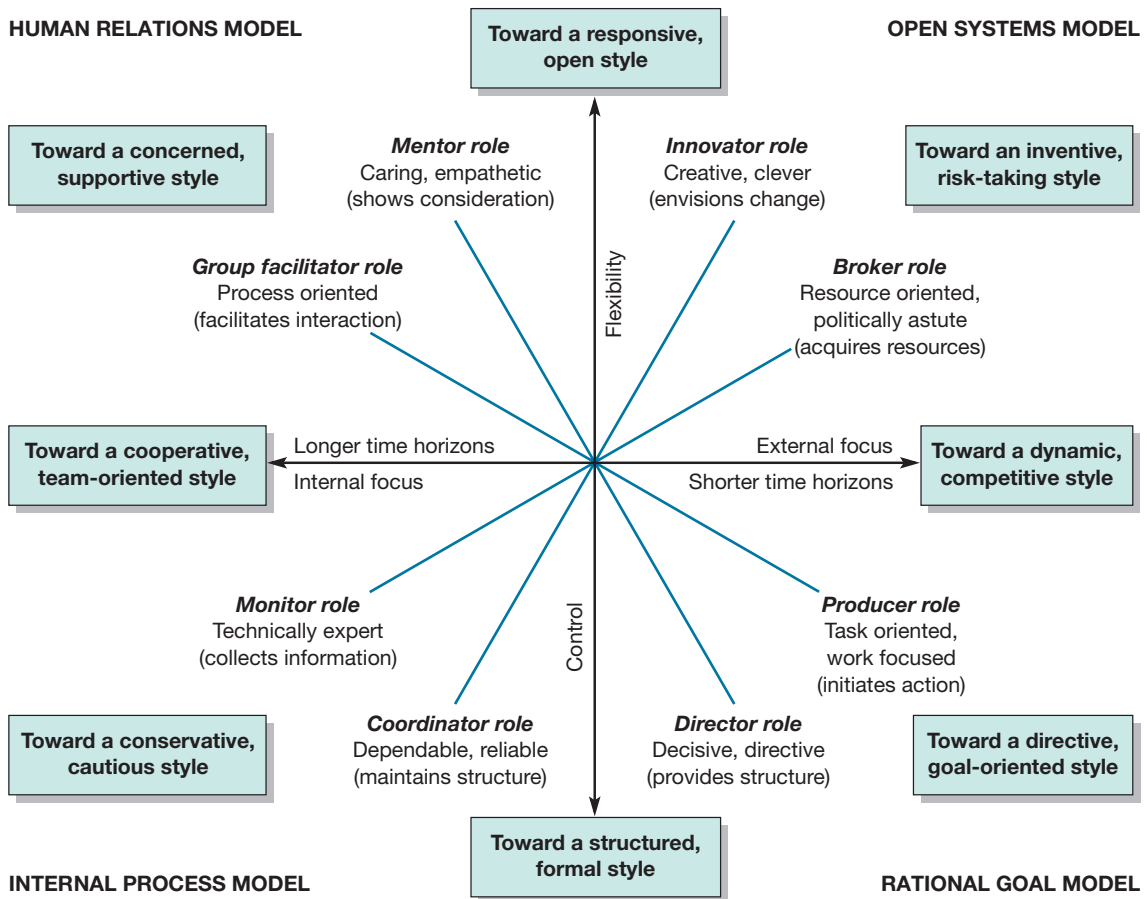 HUMAN RELATIONS MODEL
Toward a responsive,
open style
OPEN SYSTEMS MODEL
Toward a concerned,
supportive style
Mentor role
Caring, empathetic
(shows consideration)
Innovator role
Creative, clever
(envisions change)
Toward an inventive,
risk-taking style
Group facilitator role
Process oriented
(facilitates interaction)
Flexibility
Broker role
Resource oriented,
politically astute
(acquires resources)
Toward a cooperative,
team-oriented style
Longer time horizons
Internal focus
External focus
Shorter time horizons
Toward a dynamic,
competitive style
Monitor role
Technically expert
(collects information)
Control
Producer role
Task oriented,
work focused
(initiates action)
Toward a conservative,
cautious style
Coordinator role
Dependable, reliable
(maintains structure)
Director role
Decisive, directive
(provides structure)
Toward a directive,
goal-oriented style
INTERNAL PROCESS MODEL
Toward a structured,
formal style
RATIONAL GOAL MODEL